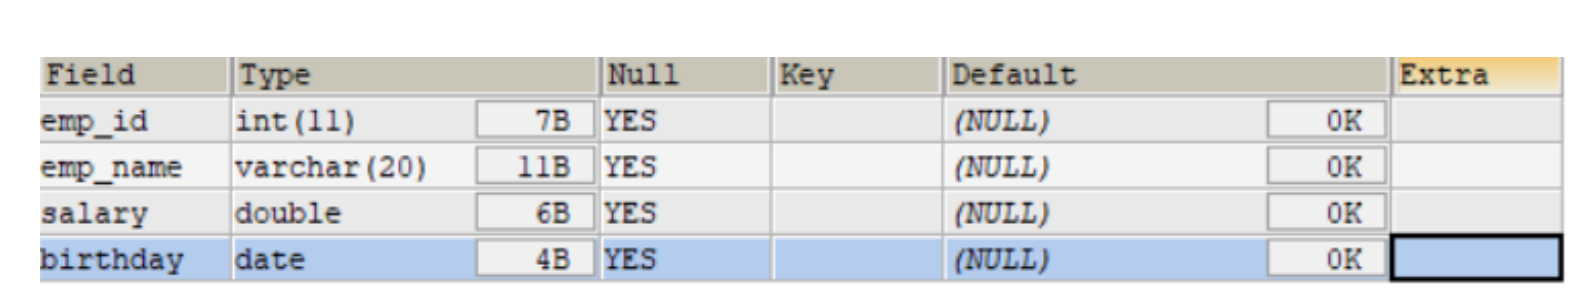 Field Type Null Key Default Extra
emp_id int(11) 7B YES (NULL) 0K
emp_name varchar(20) 11B YES (NULL) 0K
salary double 6B YES (NULL) 0K
birthday date 4B YES (NULL) 0K